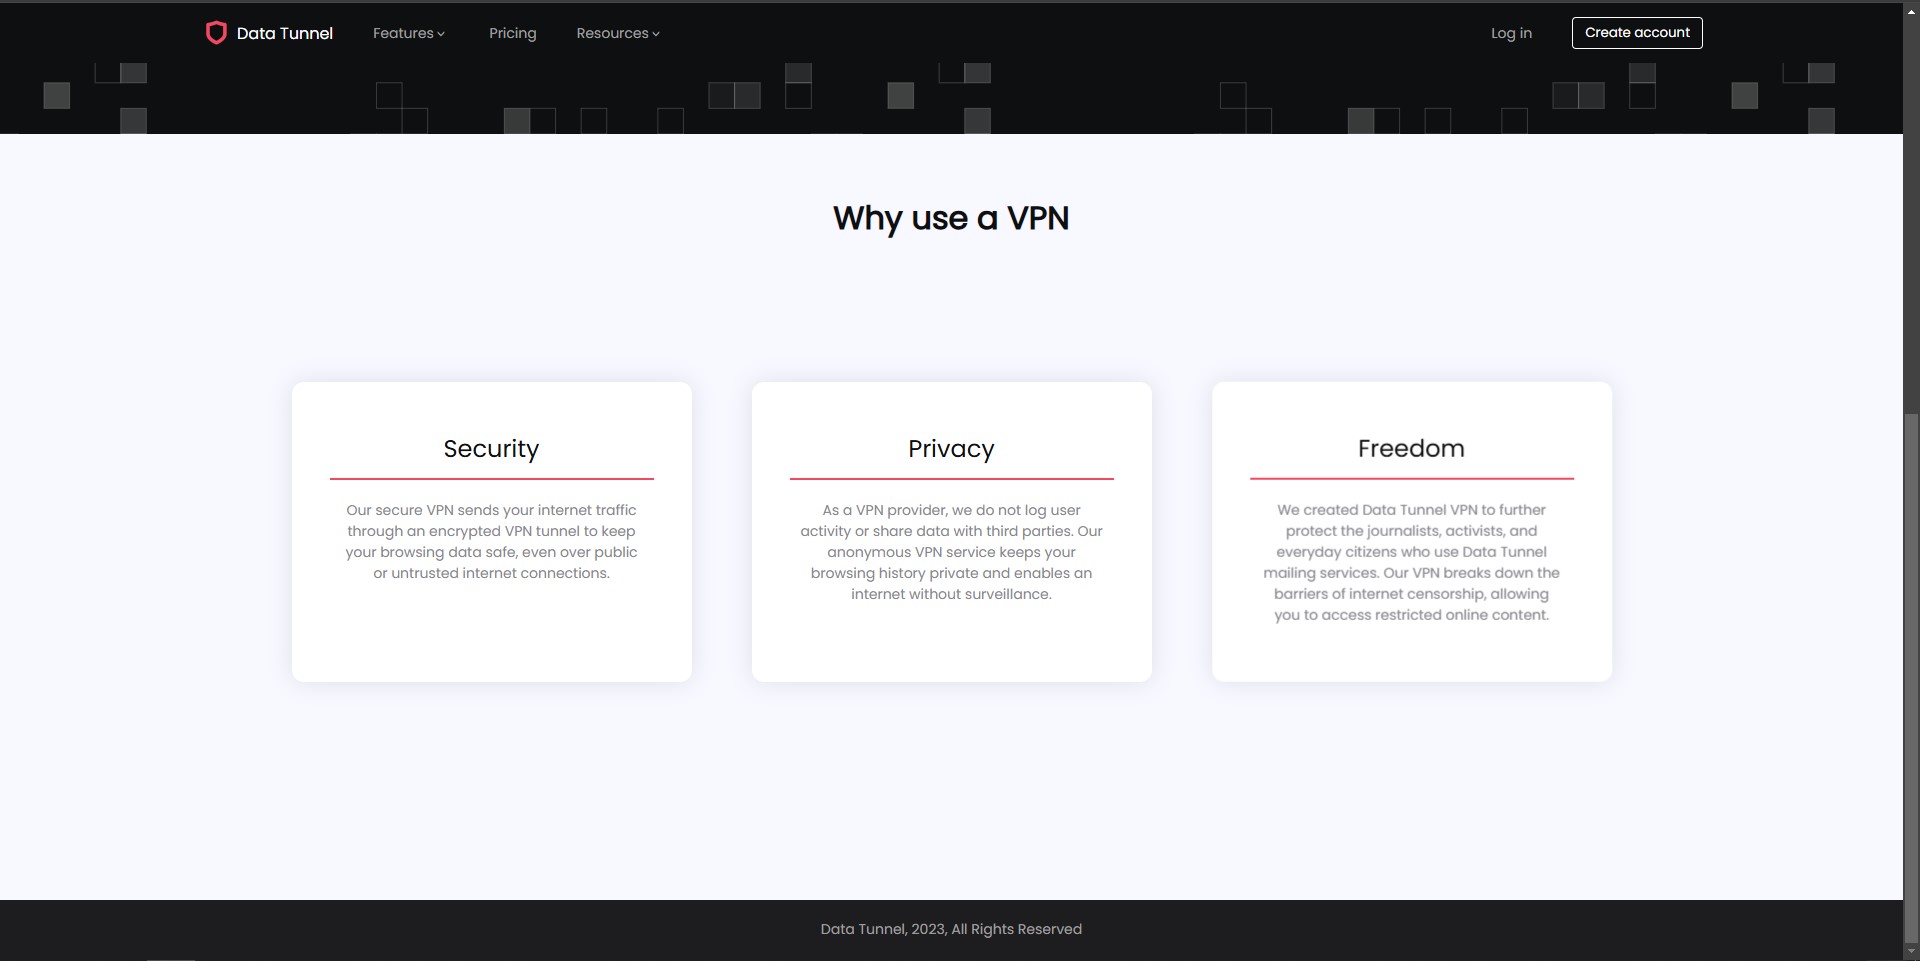 Data Tunnel
Features
Pricing
Resources
Log in
Create account
Why use a VPN
Security
Our secure VPN sends your internet traffic
through an encrypted VPN tunnel to keep
your browsing data safe, even over public
or untrusted internet connections.
Privacy
As a VPN provider, we do not log user
activity or share data with third parties. Our
anonymous VPN service keeps your
browsing history private and enables an
internet without surveillance.
Freedom
We created Data Tunnel VPN to further
protect the journalists, activists, and
everyday citizens who use Data Tunnel
mailing services. Our VPN breaks down the
barriers of internet censorship, allowing
you to access restricted online content.
Data Tunnel, 2023, All Rights Reserved